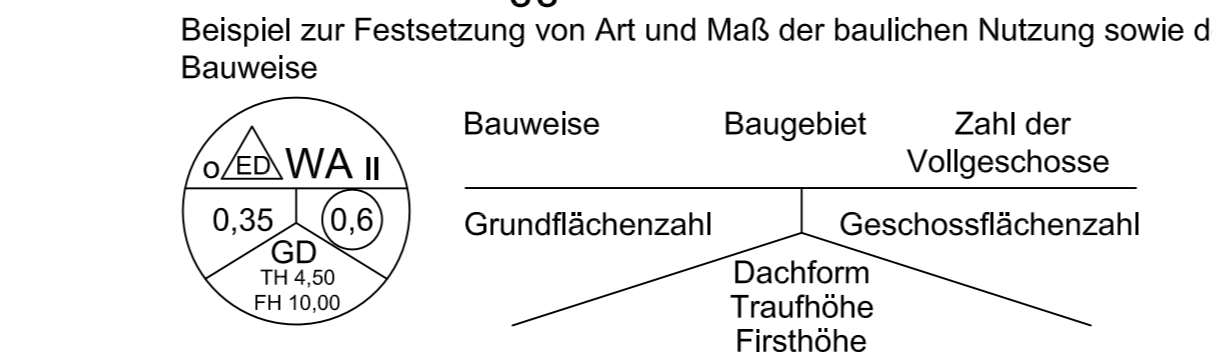 Beispiel zur Festsetzung von Art und Maß der baulichen Nutzung sowie d
Bauweise
o ED WA II
0,35 0,6
GD
TH 4,50
FH 10,00
Bauweise Baugebiet Zahl der
Vollgeschosse
Grundflächenzahl Geschossflächenzahl
Dachform
Traufhöhe
Firsthöhe